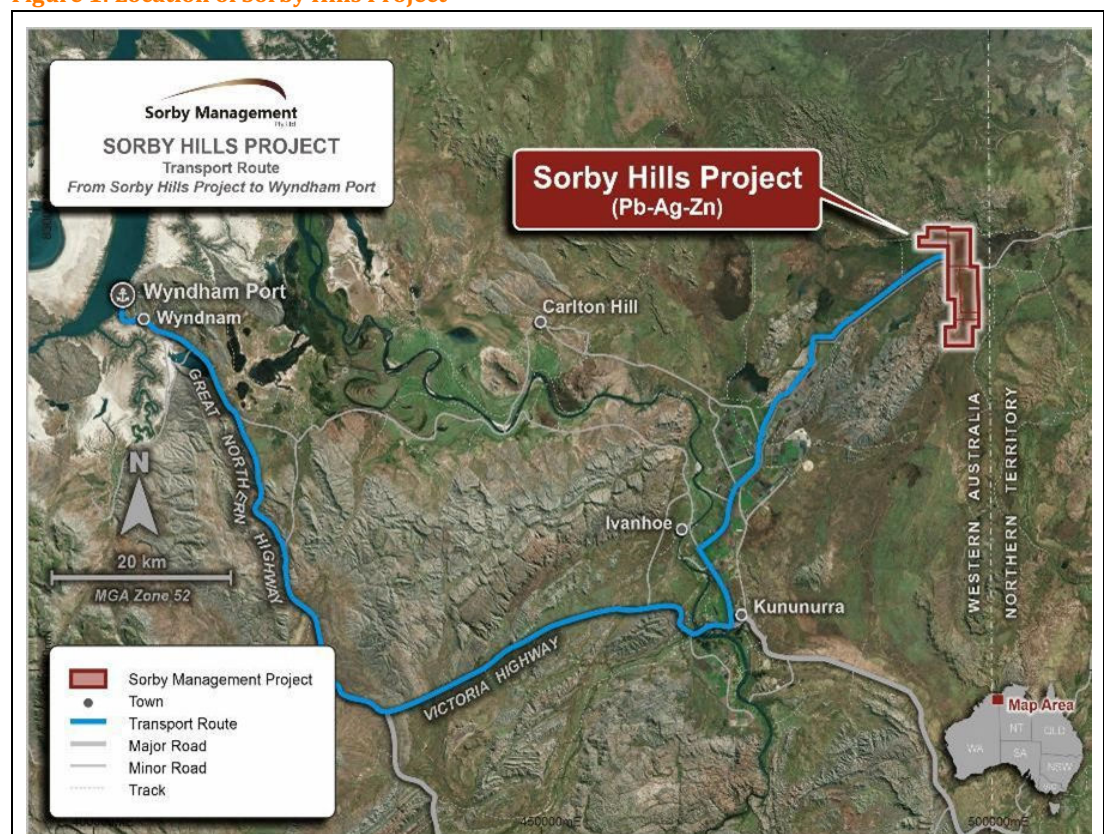 Figure 1. Location of Sorby Hills Project
Sorby Management
Pty Ltd
SORBY HILLS PROJECT
Transport Route
From Sorby Hills Project to Wyndham Port
Sorby Hills Project
(Pb-Ag-Zn)
Wyndham Port
Wyndnam
Carlton Hill
GREAT NORTHERN HIGHWAY
WESTERN AUSTRALIA
NORTHERN TERRITORY
N
20 km
MGA Zone 52
Ivanhoe
Kununurra
VICTORIA HIGHWAY
Sorby Management Project
Town
Transport Route
Major Road
Minor Road
Track
Map Area
NT
QLD
WA
SA
NSW
450000mE
500000mE